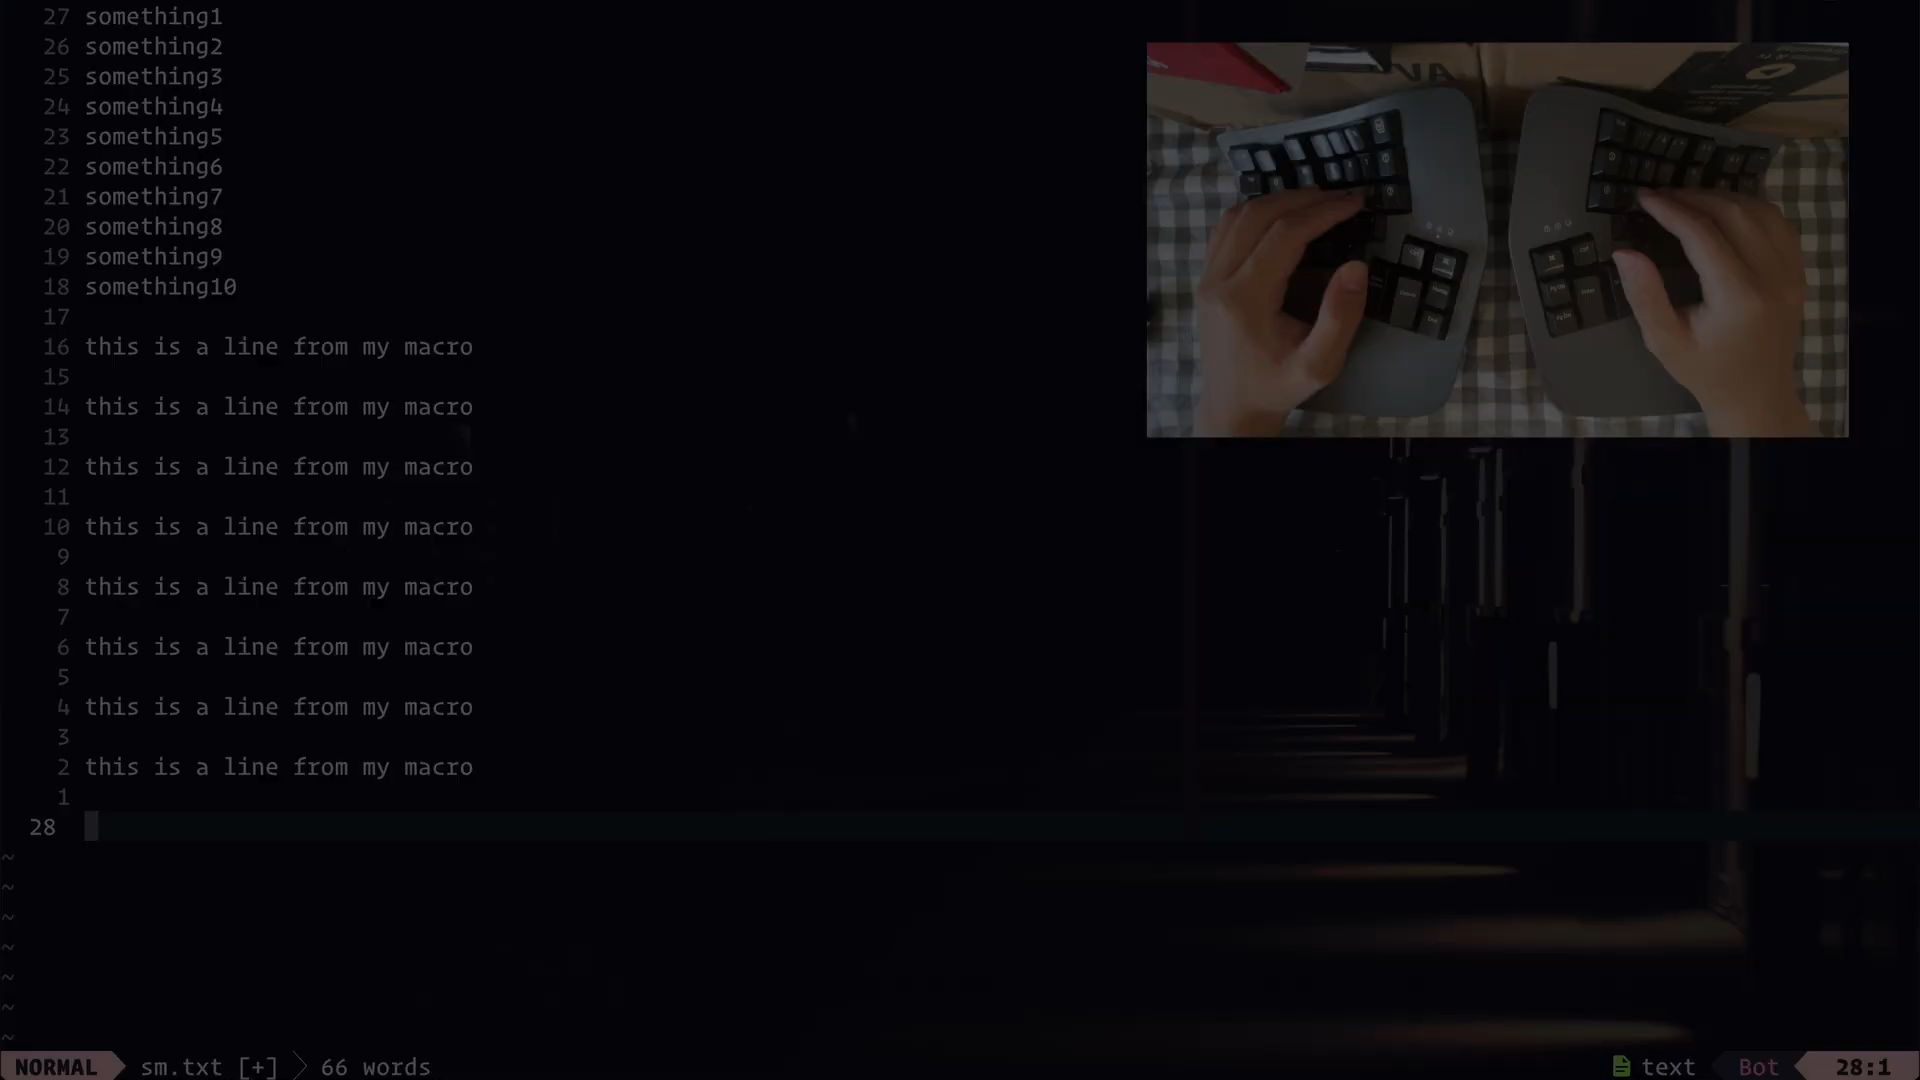 27 something1
26 something2
25 something3
24 something4
23 something5
22 something6
21 something7
20 something8
19 something9
18 something10
17
16 this is a line from my macro
15
14 this is a line from my macro
13
12 this is a line from my macro
11
10 this is a line from my macro
9
8 this is a line from my macro
7
6 this is a line from my macro
5
4 this is a line from my macro
3
2 this is a line from my macro
1
28
~
~
~
~
~
~
~
NORMAL sm.txt [+] 66 words text Bot 28:1